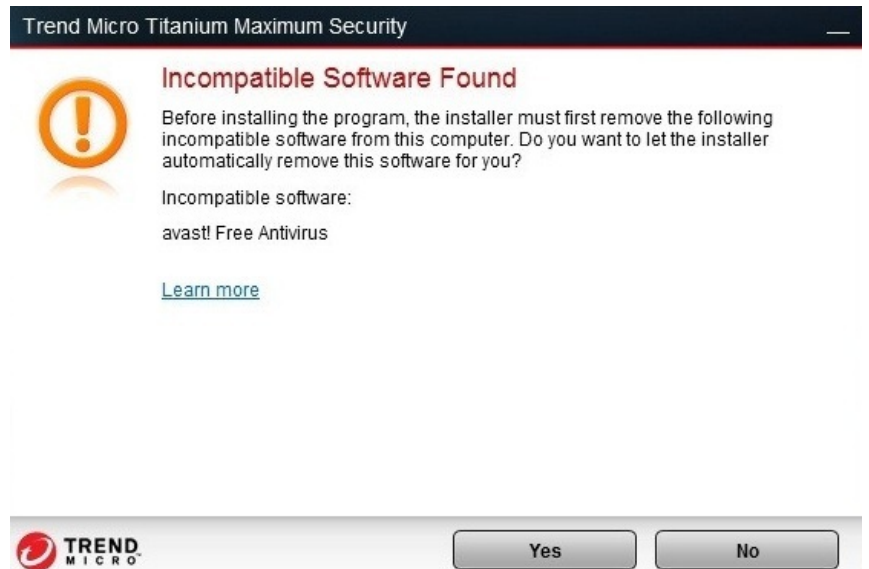 Trend Micro Titanium Maximum Security
Incompatible Software Found
Before installing the program, the installer must first remove the following
incompatible software from this computer. Do you want to let the installer
automatically remove this software for you?
Incompatible software:
avast! Free Antivirus
Learn more
TREND
MICRO™
Yes
No